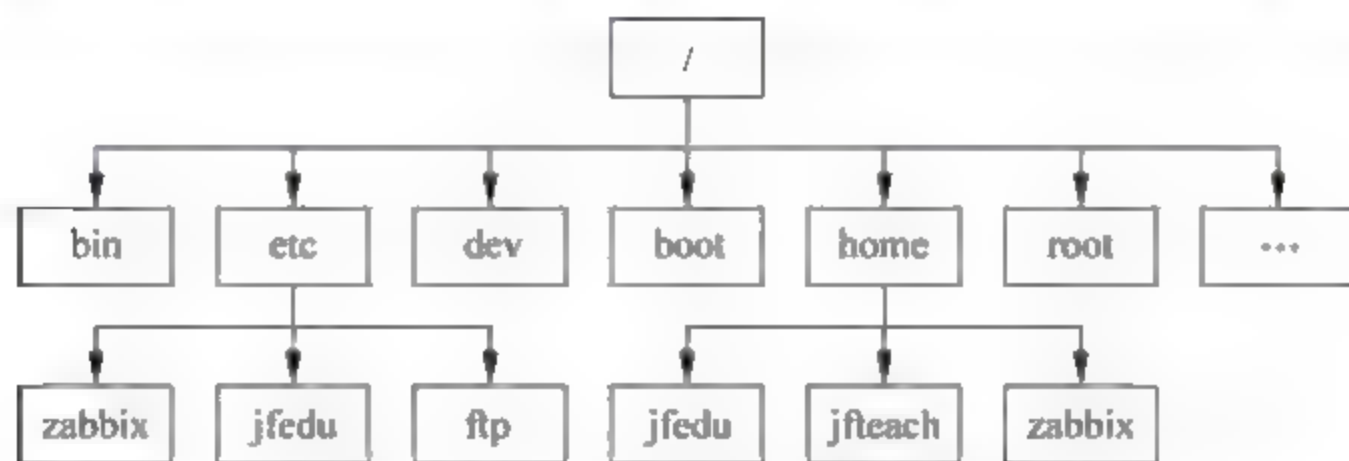 /
bin etc dev boot home root ...
zabbix jfedu ftp jfedu jfteach zabbix